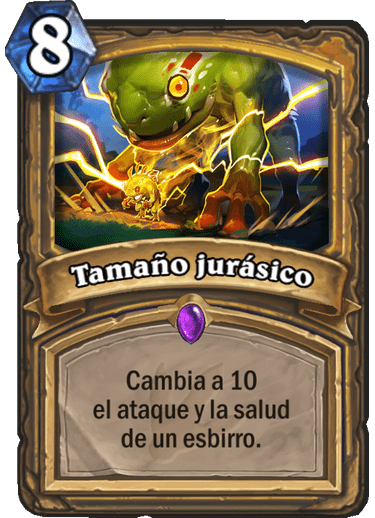 8
Tamaño jurásico
Cambia a 10
el ataque y la salud
de un esbirro.